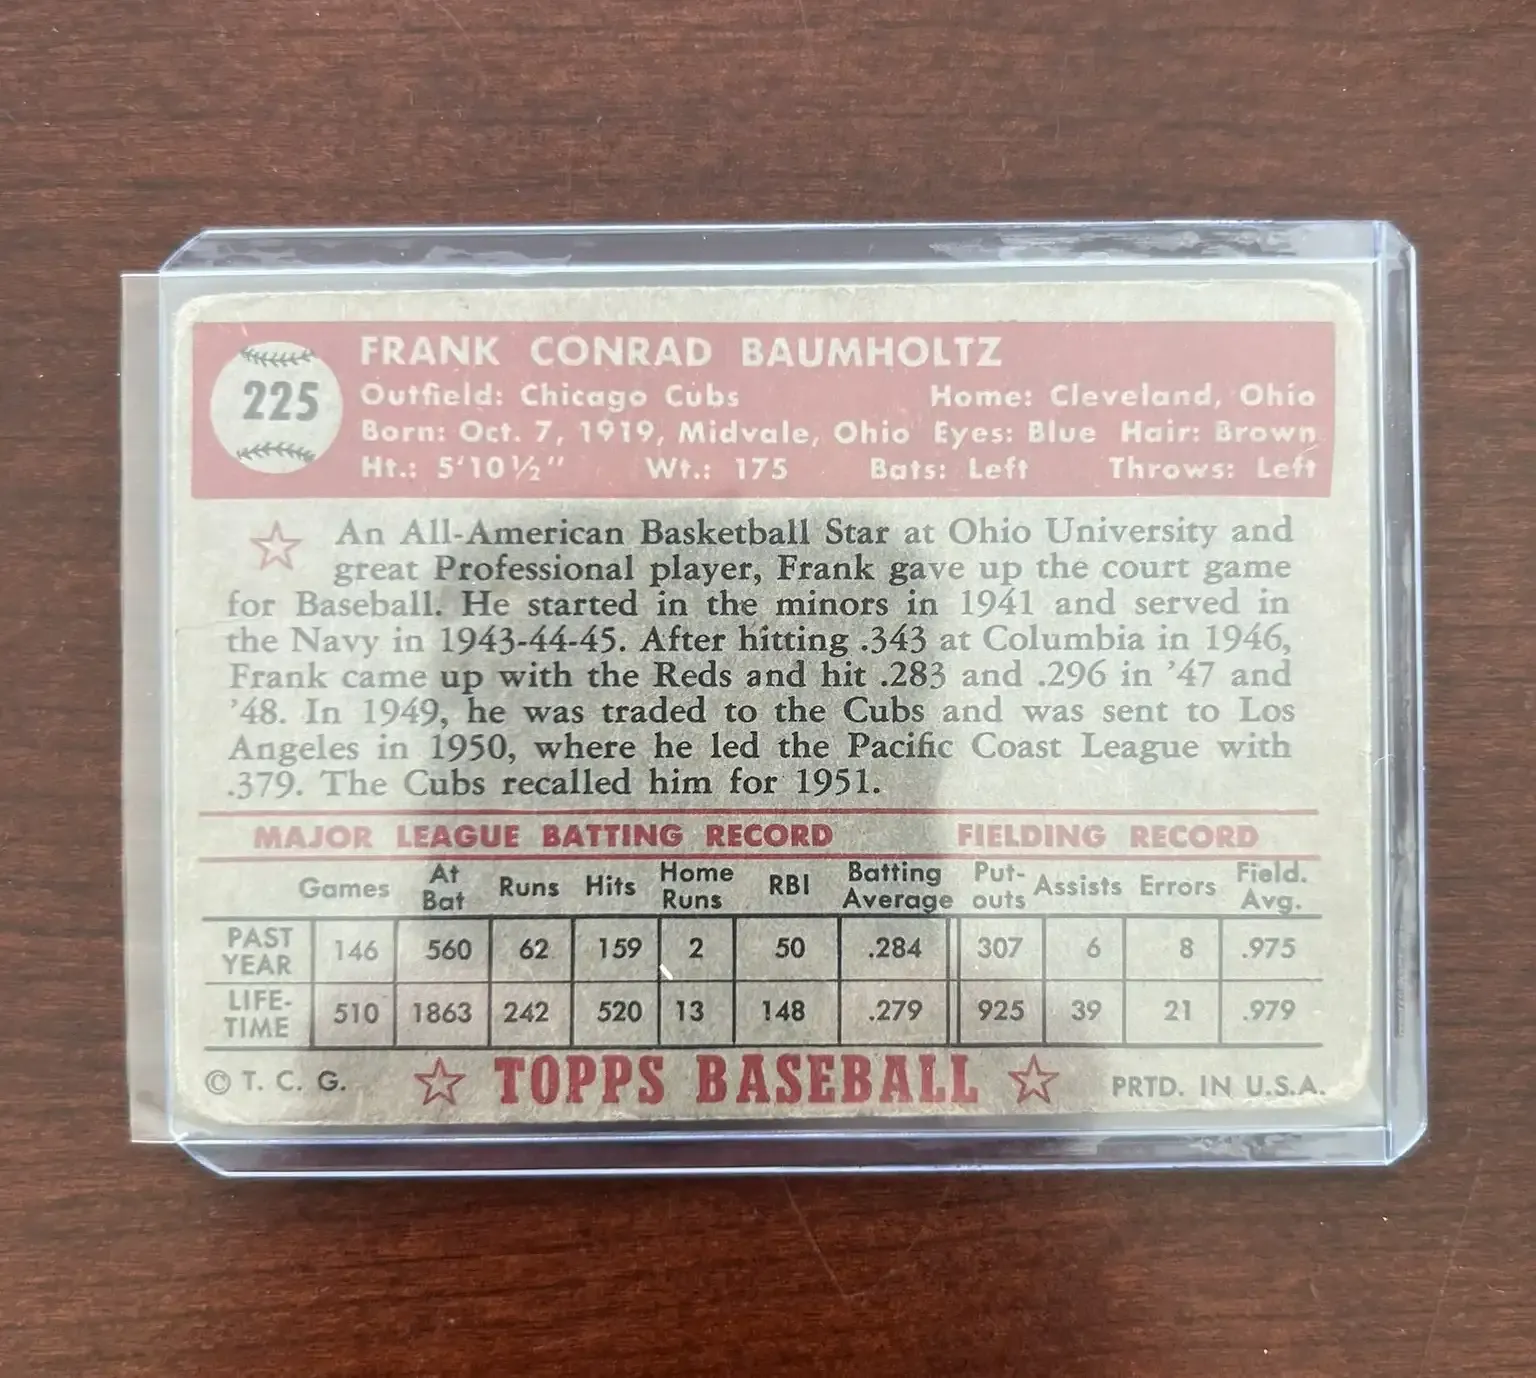 225
FRANK CONRAD BAUMHOLTZ
Outfield: Chicago Cubs Home: Cleveland, Ohio
Born: Oct. 7, 1919, Midvale, Ohio Eyes: Blue Hair: Brown
Ht.: 5'10½" Wt.: 175 Bats: Left Throws: Left
An All-American Basketball Star at Ohio University and
great Professional player, Frank gave up the court game
for Baseball. He started in the minors in 1941 and served in
the Navy in 1943-44-45. After hitting .343 at Columbia in 1946,
Frank came up with the Reds and hit .283 and .296 in '47 and
'48. In 1949, he was traded to the Cubs and was sent to Los
Angeles in 1950, where he led the Pacific Coast League with
.379. The Cubs recalled him for 1951.
MAJOR LEAGUE BATTING RECORD FIELDING RECORD
Games At Bat Runs Hits Home Runs RBI Batting Average Put-outs Assists Errors Field. Avg.
PAST YEAR 146 560 62 159 2 50 .284 307 6 8 .975
LIFE-TIME 510 1863 242 520 13 148 .279 925 39 21 .979
© T. C. G. TOPPS BASEBALL PRTD. IN U.S.A.